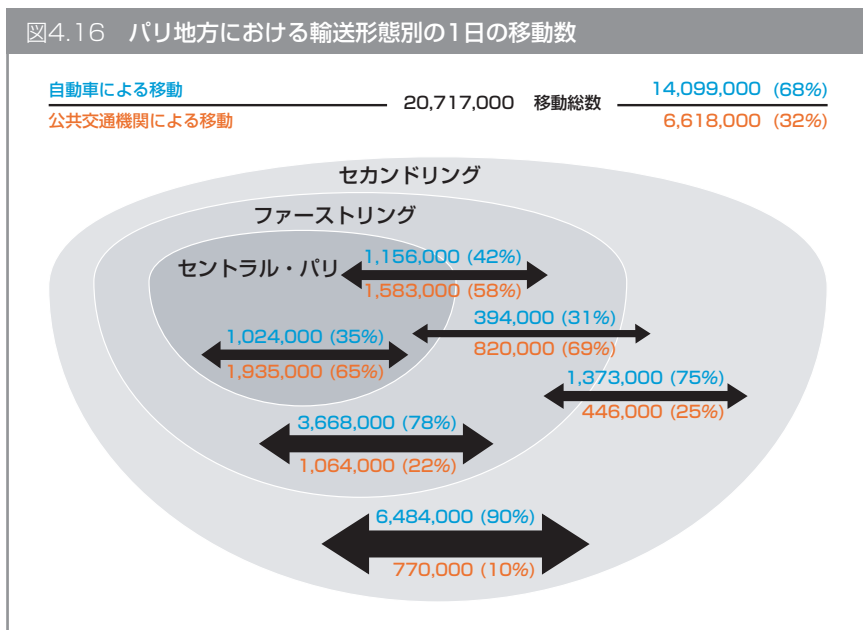 図4.16 パリ地方における輸送形態別の1日の移動数
自動車による移動
公共交通機関による移動
20,717,000 移動総数
14,099,000 (68%)
6,618,000 (32%)
セカンドリング
ファーストリング
セントラル・パリ
1,156,000 (42%)
1,583,000 (58%)
394,000 (31%)
820,000 (69%)
1,024,000 (35%)
1,935,000 (65%)
1,373,000 (75%)
446,000 (25%)
3,668,000 (78%)
1,064,000 (22%)
6,484,000 (90%)
770,000 (10%)